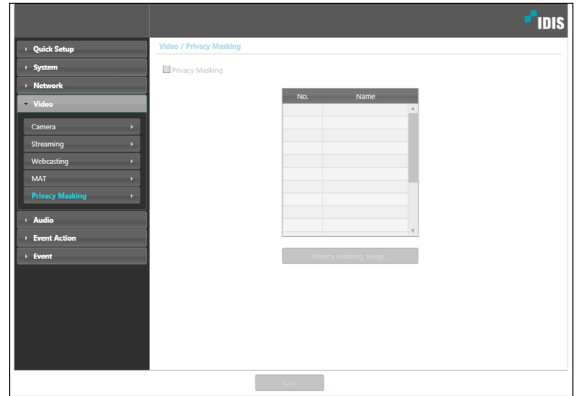 IDIS
Quick Setup
System
Network
Video
Camera
Streaming
Webcasting
MAT
Privacy Masking
Audio
Event Action
Event
Video / Privacy Masking
Privacy Masking
No. Name
Privacy Masking Setup...
Save